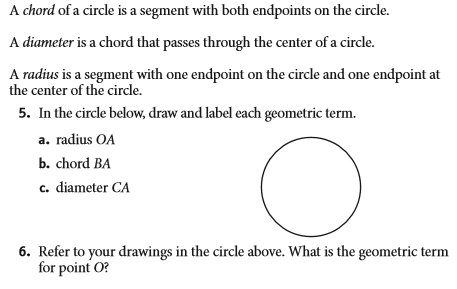 A chord of a circle is a segment with both endpoints on the circle.
A diameter is a chord that passes through the center of a circle.
A radius is a segment with one endpoint on the circle and one endpoint at
the center of the circle.
5. In the circle below, draw and label each geometric term.
a. radius OA
b. chord BA
c. diameter CA
6. Refer to your drawings in the circle above. What is the geometric term
for point O?